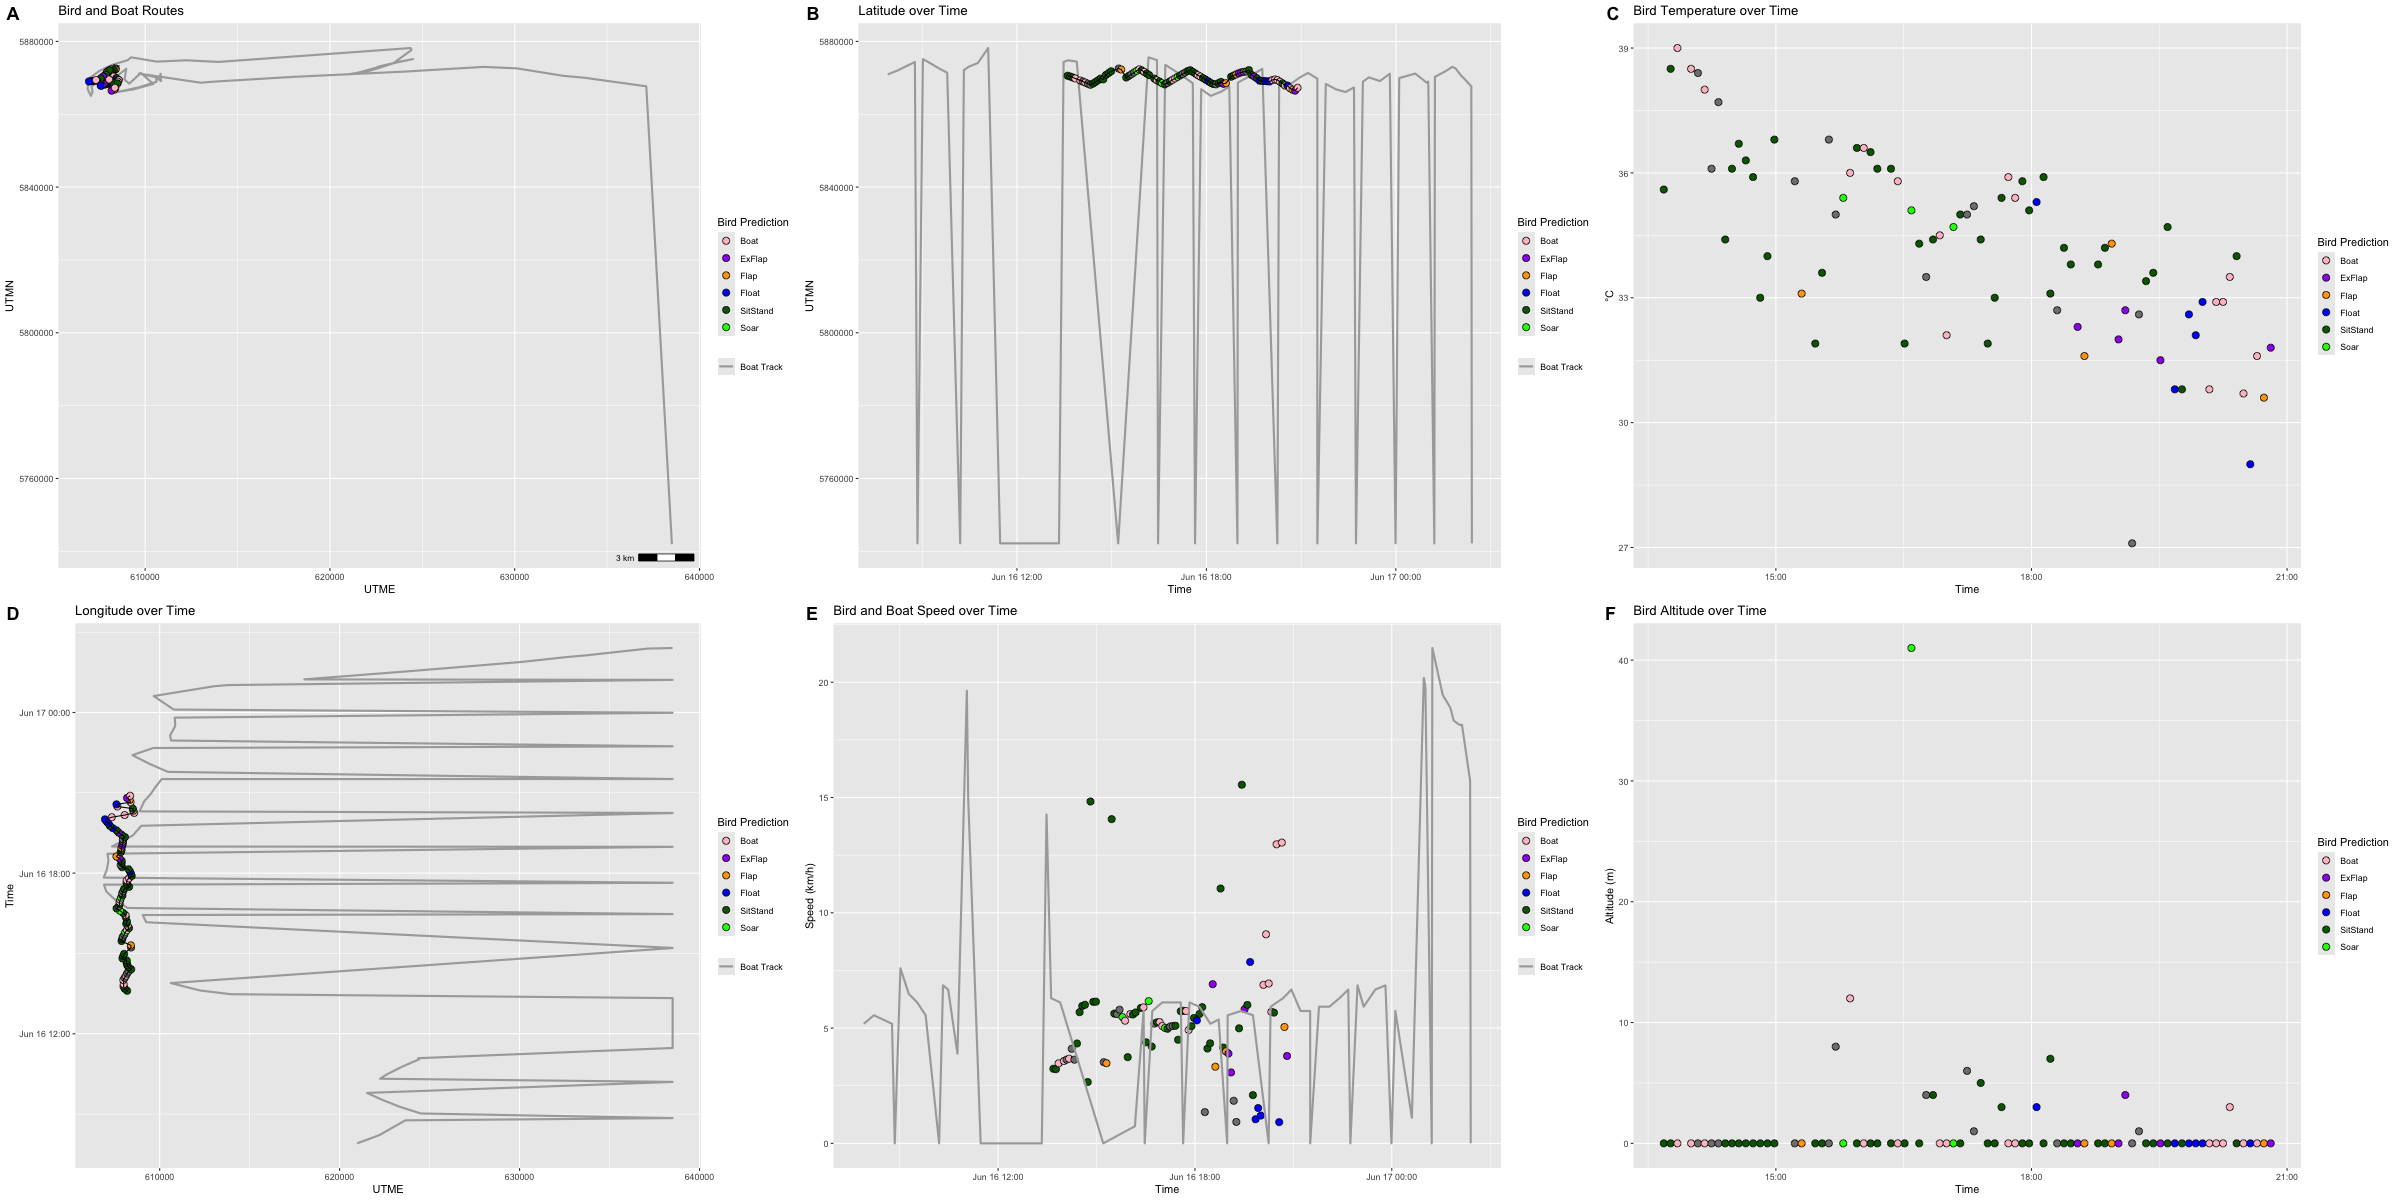 A Bird and Boat Routes
5880000
5840000
5800000
5760000
UTMN
610000
620000
630000
640000
UTME
3 km
Bird Prediction
Boat
ExFlap
Flap
Float
SitStand
Soar
Boat Track
B Latitude over Time
5880000
5840000
5800000
5760000
UTMN
Jun 16 12:00
Jun 16 18:00
Jun 17 00:00
Time
Bird Prediction
Boat
ExFlap
Flap
Float
SitStand
Soar
Boat Track
C Bird Temperature over Time
39
36
33
30
27
°C
15:00
18:00
21:00
Time
Bird Prediction
Boat
ExFlap
Flap
Float
SitStand
Soar
D Longitude over Time
Jun 17 00:00
Jun 16 18:00
Jun 16 12:00
Time
610000
620000
630000
640000
UTME
Bird Prediction
Boat
ExFlap
Flap
Float
SitStand
Soar
Boat Track
E Bird and Boat Speed over Time
20
15
10
5
0
Speed (km/h)
Jun 16 12:00
Jun 16 18:00
Jun 17 00:00
Time
Bird Prediction
Boat
ExFlap
Flap
Float
SitStand
Soar
Boat Track
F Bird Altitude over Time
40
30
20
10
0
Altitude (m)
15:00
18:00
21:00
Time
Bird Prediction
Boat
ExFlap
Flap
Float
SitStand
Soar